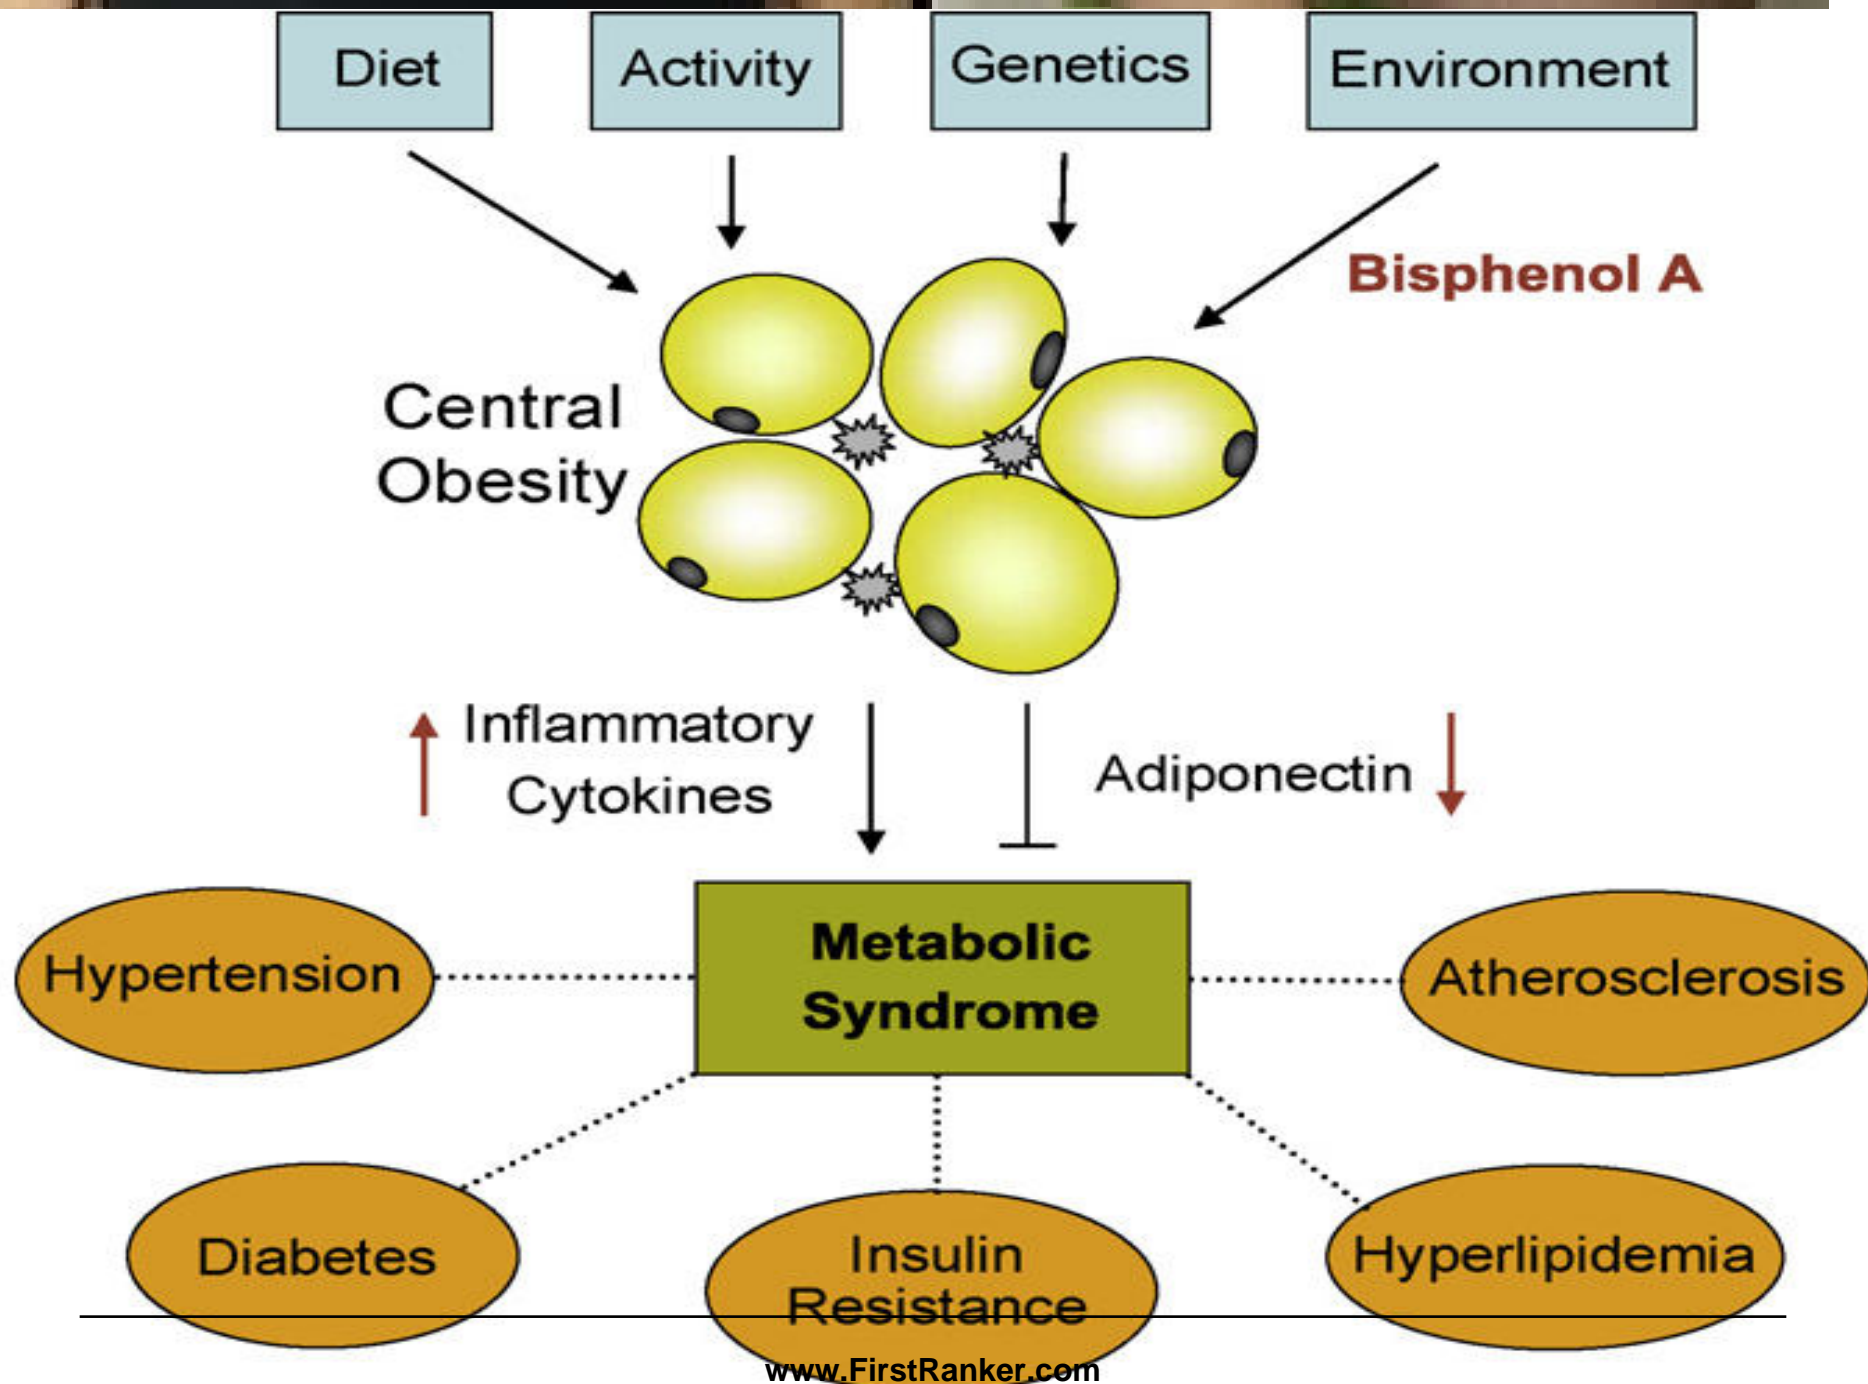 Diet
Activity
Genetics
Environment
Bisphenol A
Central
Obesity
Inflammatory
Cytokines
Adiponectin
Metabolic
Syndrome
Hypertension
Atherosclerosis
Diabetes
Insulin
Resistance
Hyperlipidemia
www.FirstRanker.com